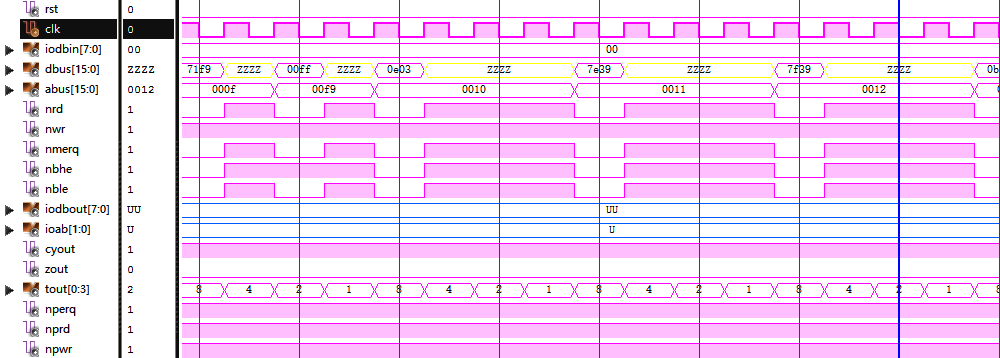 rst 0
clk 0
iodbin[7:0] 00 00
dbus[15:0] ZZZZ 71f9 ZZZZ 00ff ZZZZ 0e03 ZZZZ 7e39 ZZZZ 7f39 ZZZZ 0b
abus[15:0] 0012 000f 00f9 0010 0011 0012
nrd 1
nwr 1
nmerq 1
nbhe 1
nble 1
iodbout[7:0] UU UU
ioab[1:0] U U
cyout 1
zout 0
tout[0:3] 2 8 4 2 1 8 4 2 1 8 4 2 1 8 4 2 1 8
nperq 1
nprd 1
npwr 1